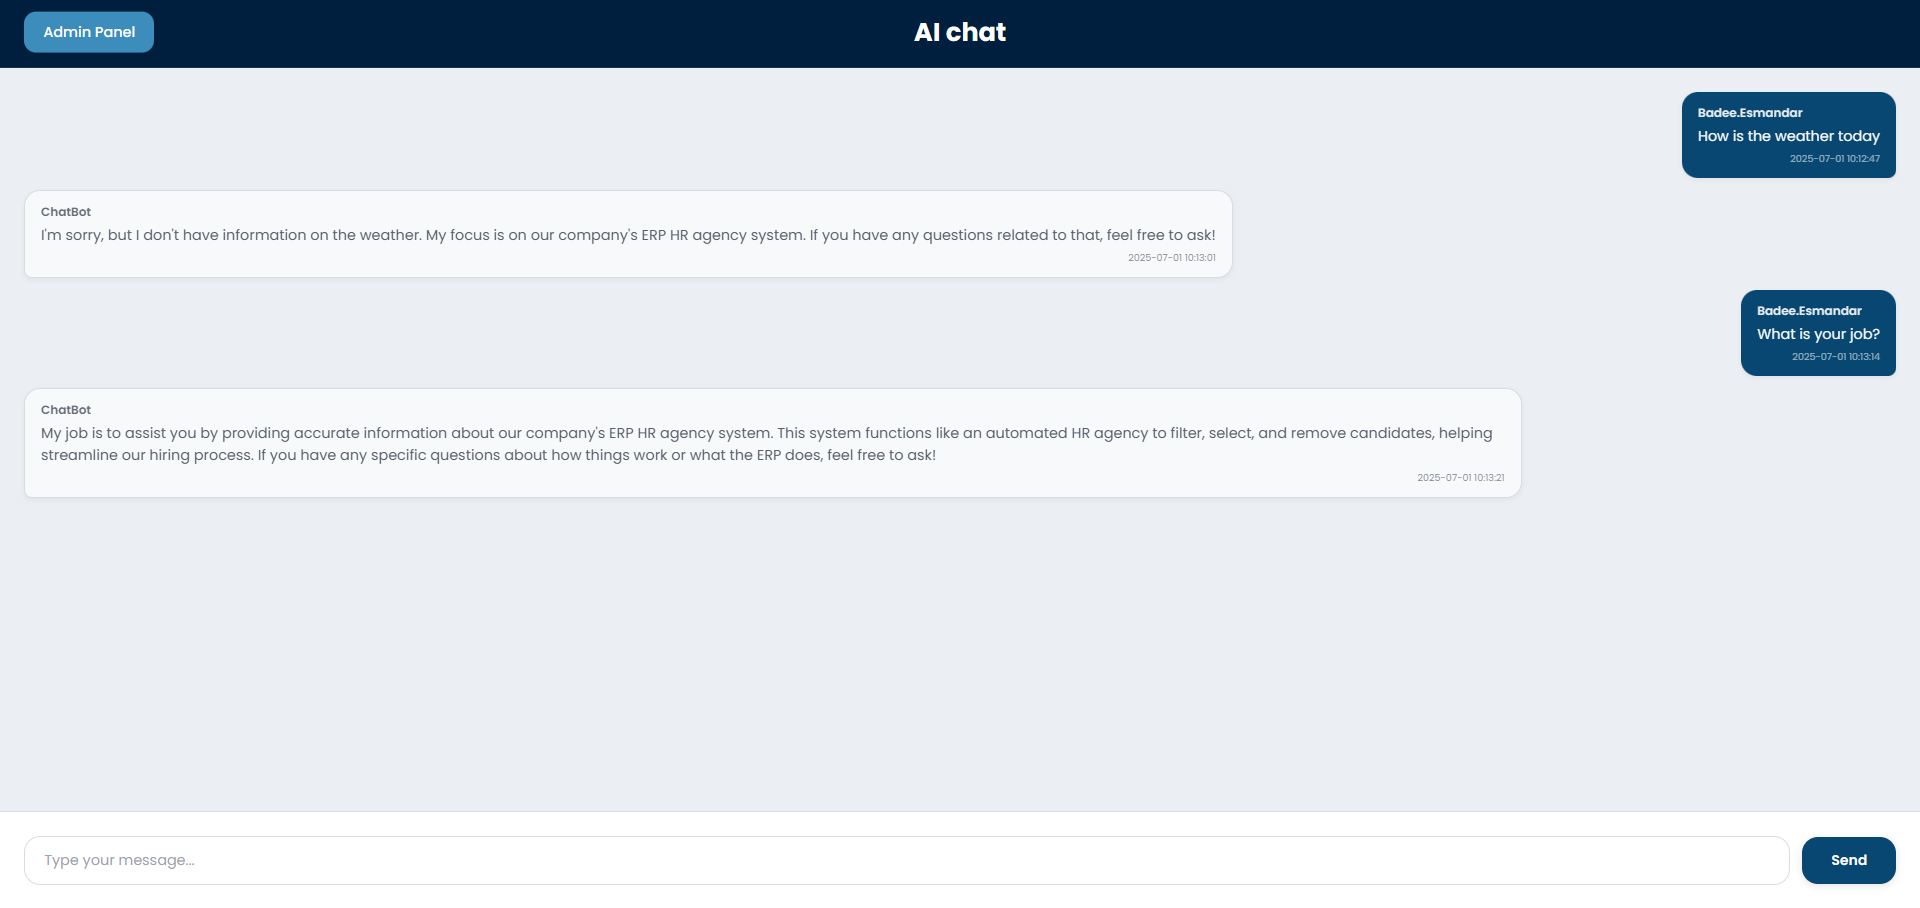 Admin Panel
AI chat
Badee.Esmandar
How is the weather today
2025-07-01 10:12:47
ChatBot
I'm sorry, but I don't have information on the weather. My focus is on our company's ERP HR agency system. If you have any questions related to that, feel free to ask!
2025-07-01 10:13:01
Badee.Esmandar
What is your job?
2025-07-01 10:13:14
ChatBot
My job is to assist you by providing accurate information about our company's ERP HR agency system. This system functions like an automated HR agency to filter, select, and remove candidates, helping
streamline our hiring process. If you have any specific questions about how things work or what the ERP does, feel free to ask!
2025-07-01 10:13:21
Type your message...
Send